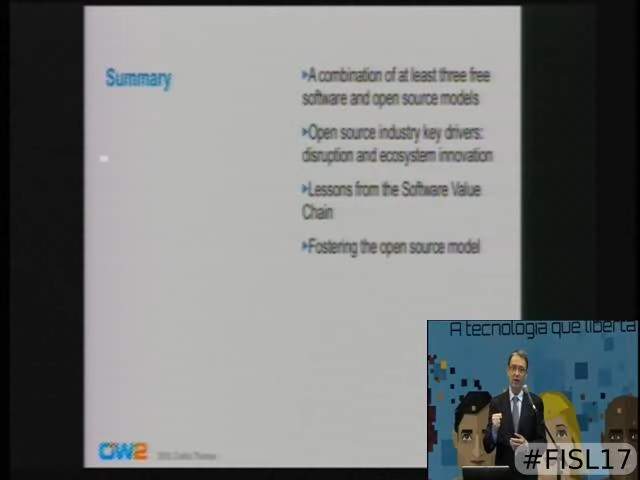 Summary
▸A combination of at least three free
software and open source models
▸Open source industry key drivers:
disruption and ecosystem innovation
▸Lessons from the Software Value
Chain
▸Fostering the open source model
A tecnologia que liberta
OW2
#FISL17